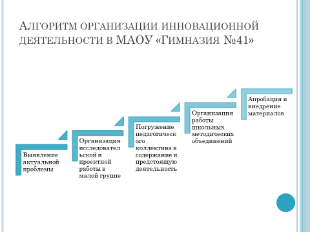 Алгоритм организации инновационной
деятельности в МАОУ «Гимназия №41»
Выявление
актуальной
проблемы
Организация
исследовател
ьской и
проектной
работы в
малой группе
Погружение
педагогическ
ого
коллектива в
содержание и
предстоящую
деятельность
Организация
работы
школьных
методических
объединений
Апробация и
внедрение
материалов